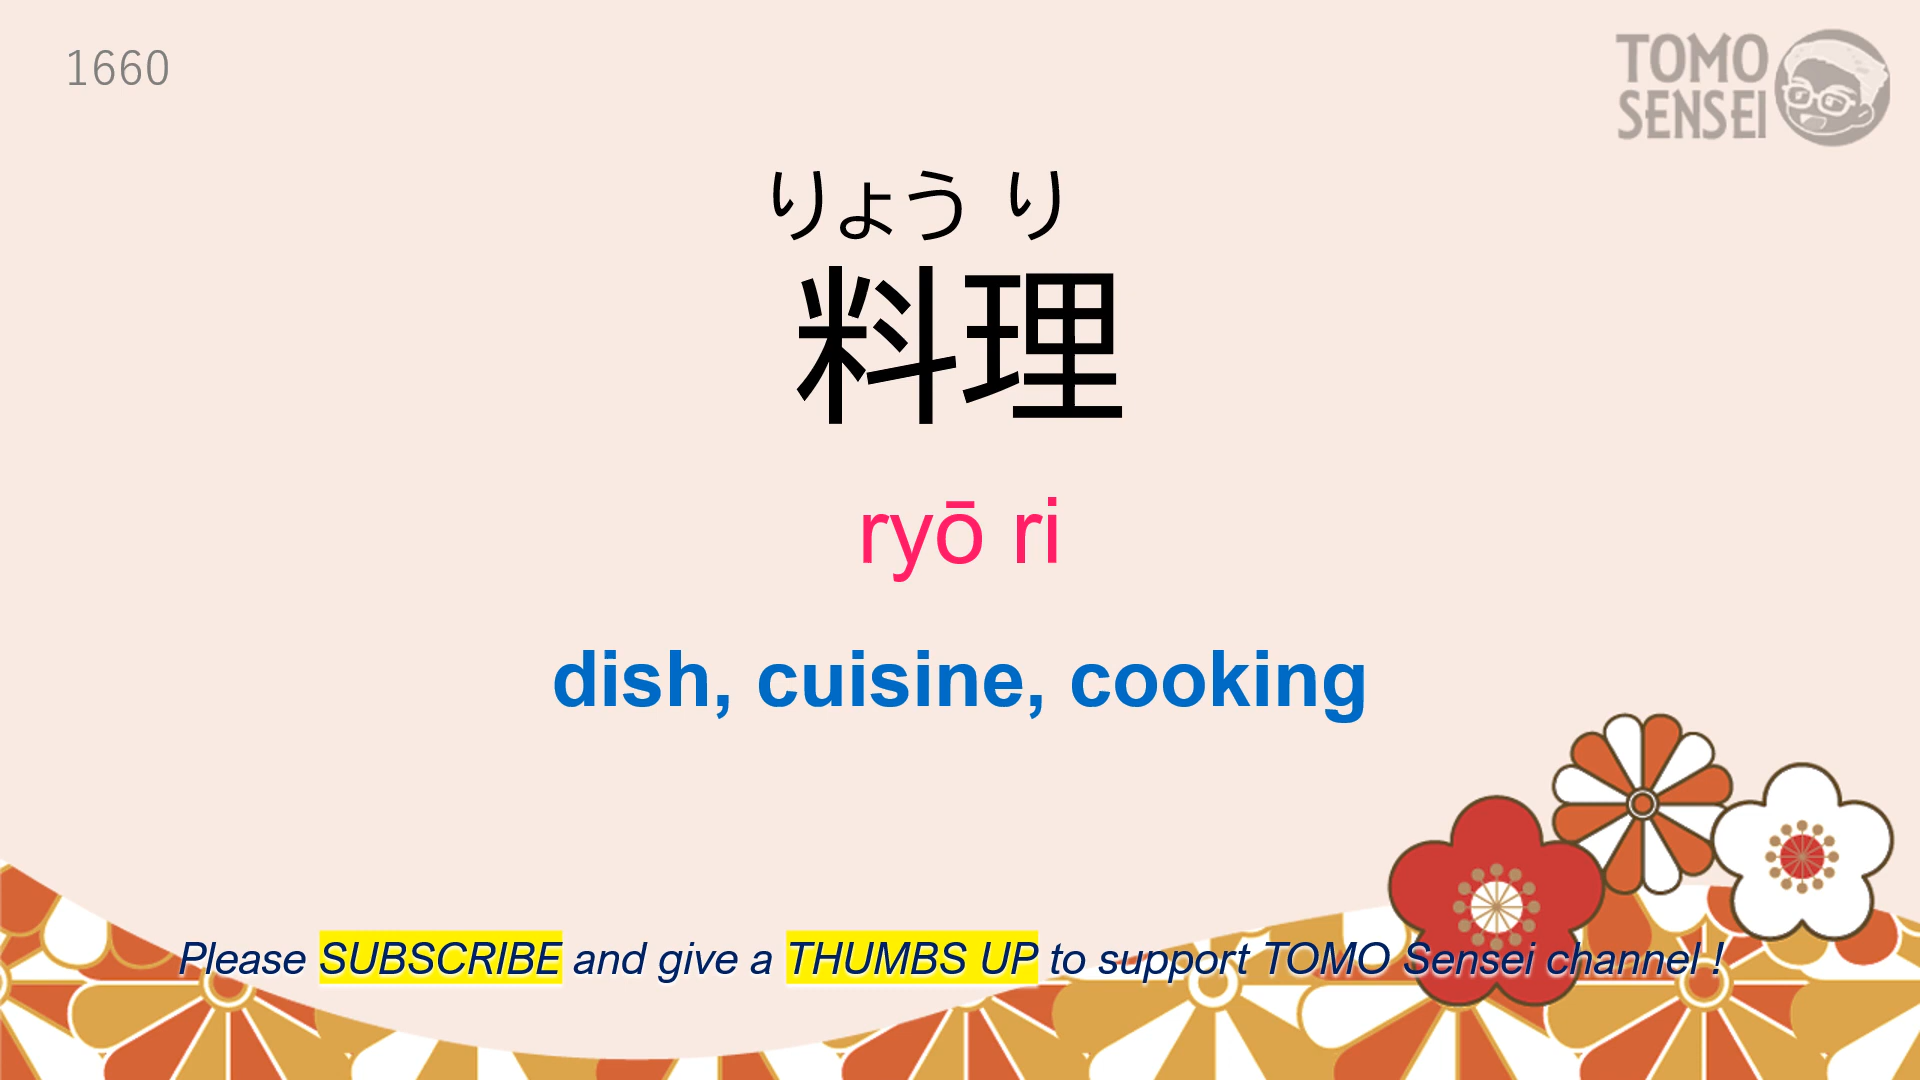 1660
TOMO
SENSEI
りょう り
料理
ryō ri
dish, cuisine, cooking
Please SUBSCRIBE and give a THUMBS UP to support TOMO Sensei channel !